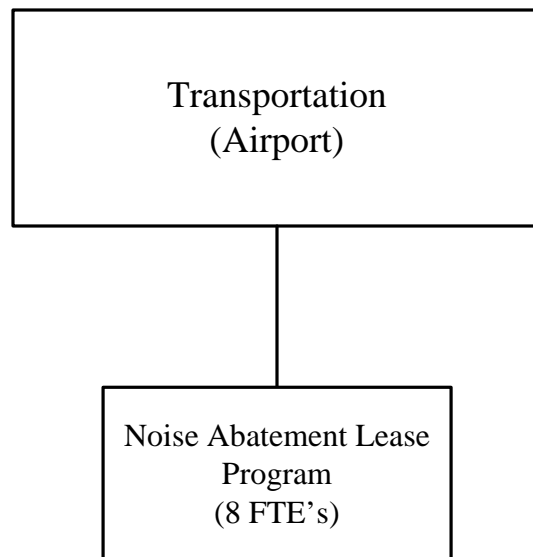 Transportation
(Airport)
Noise Abatement Lease
Program
(8 FTE's)